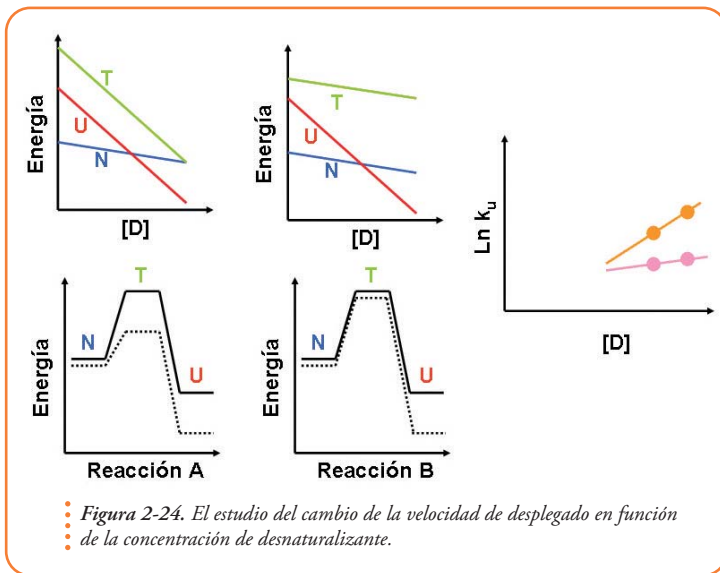 Energía
T
U
N
[D]
Energía
T
U
N
[D]
Ln kᵤ
[D]
Energía
N
T
U
Reacción A
Energía
N
T
U
Reacción B
Figura 2-24. El estudio del cambio de la velocidad de desplegado en función
de la concentración de desnaturalizante.